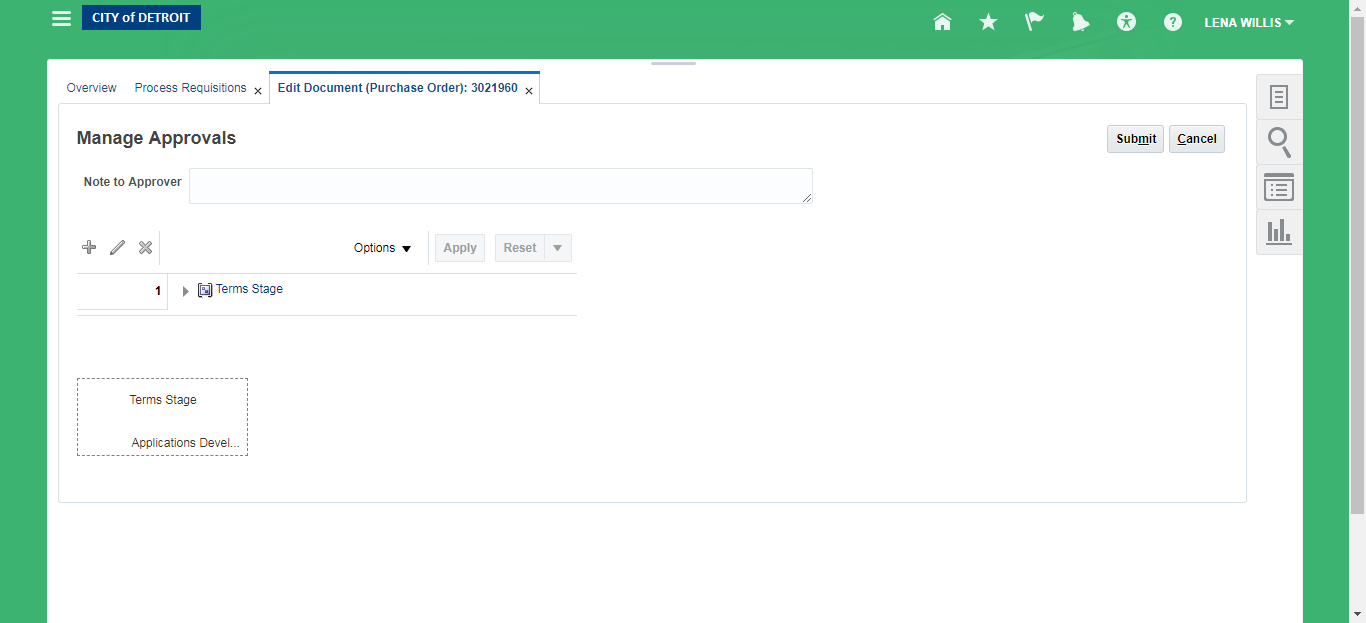 CITY of DETROIT
LENA WILLIS
Overview
Process Requisitions
Edit Document (Purchase Order): 3021960
Manage Approvals
Submit
Cancel
Note to Approver
Options
Apply
Reset
1
Terms Stage
Terms Stage
Applications Devel...